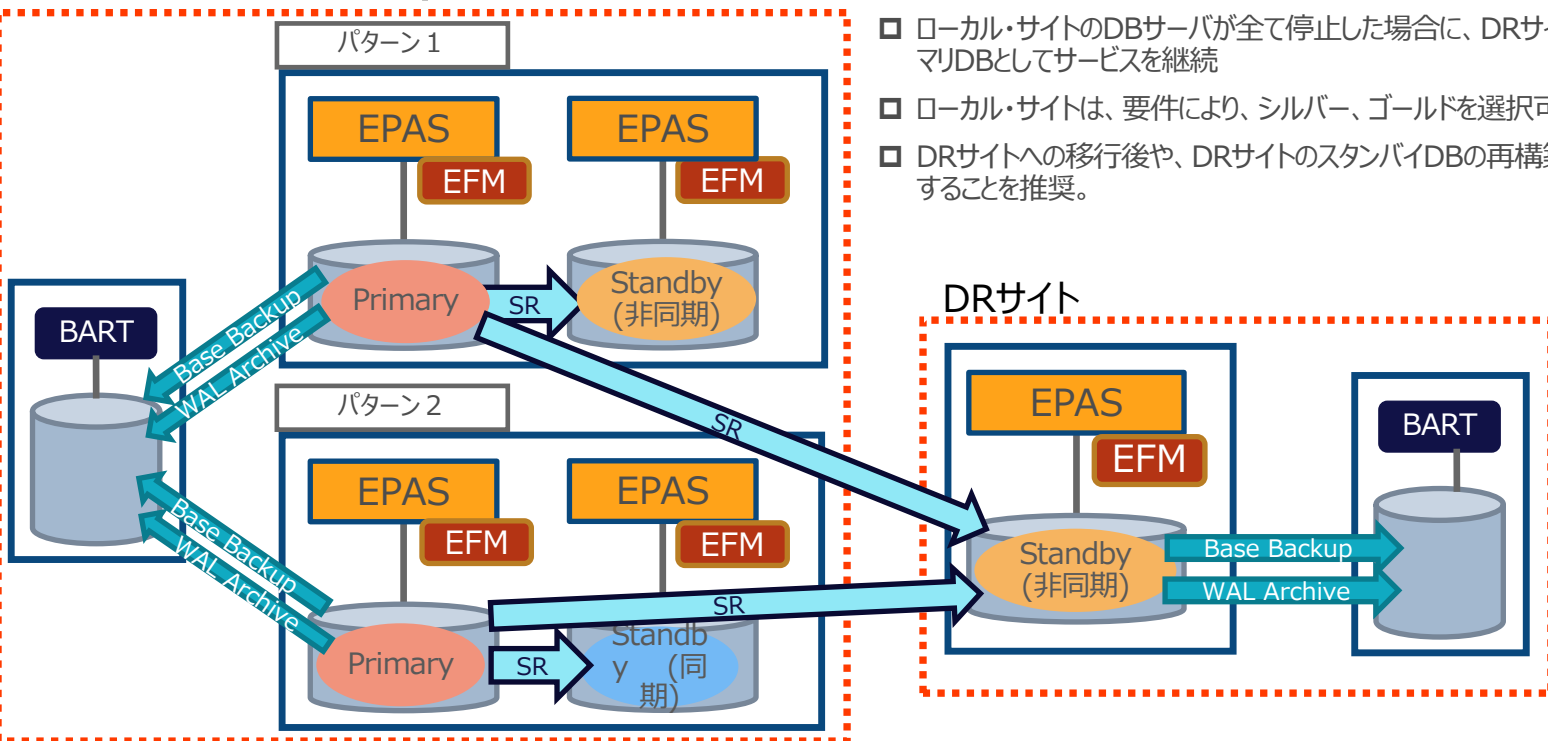 パターン１
EPAS
EFM
EPAS
EFM
Primary
SR
Standby
(非同期)
BART
Base Backup
WAL Archive
SR
パターン２
EPAS
EFM
EPAS
EFM
Base Backup
WAL Archive
Primary
SR
SR
Standb
y (同
期)
ローカル・サイトのDBサーバが全て停止した場合に、DRサイ
マリDBとしてサービスを継続
ローカル・サイトは、要件により、シルバー、ゴールドを選択可
DRサイトへの移行後や、DRサイトのスタンバイDBの再構築
することを推奨。
DRサイト
EPAS
EFM
Standby
(非同期)
Base Backup
WAL Archive
BART